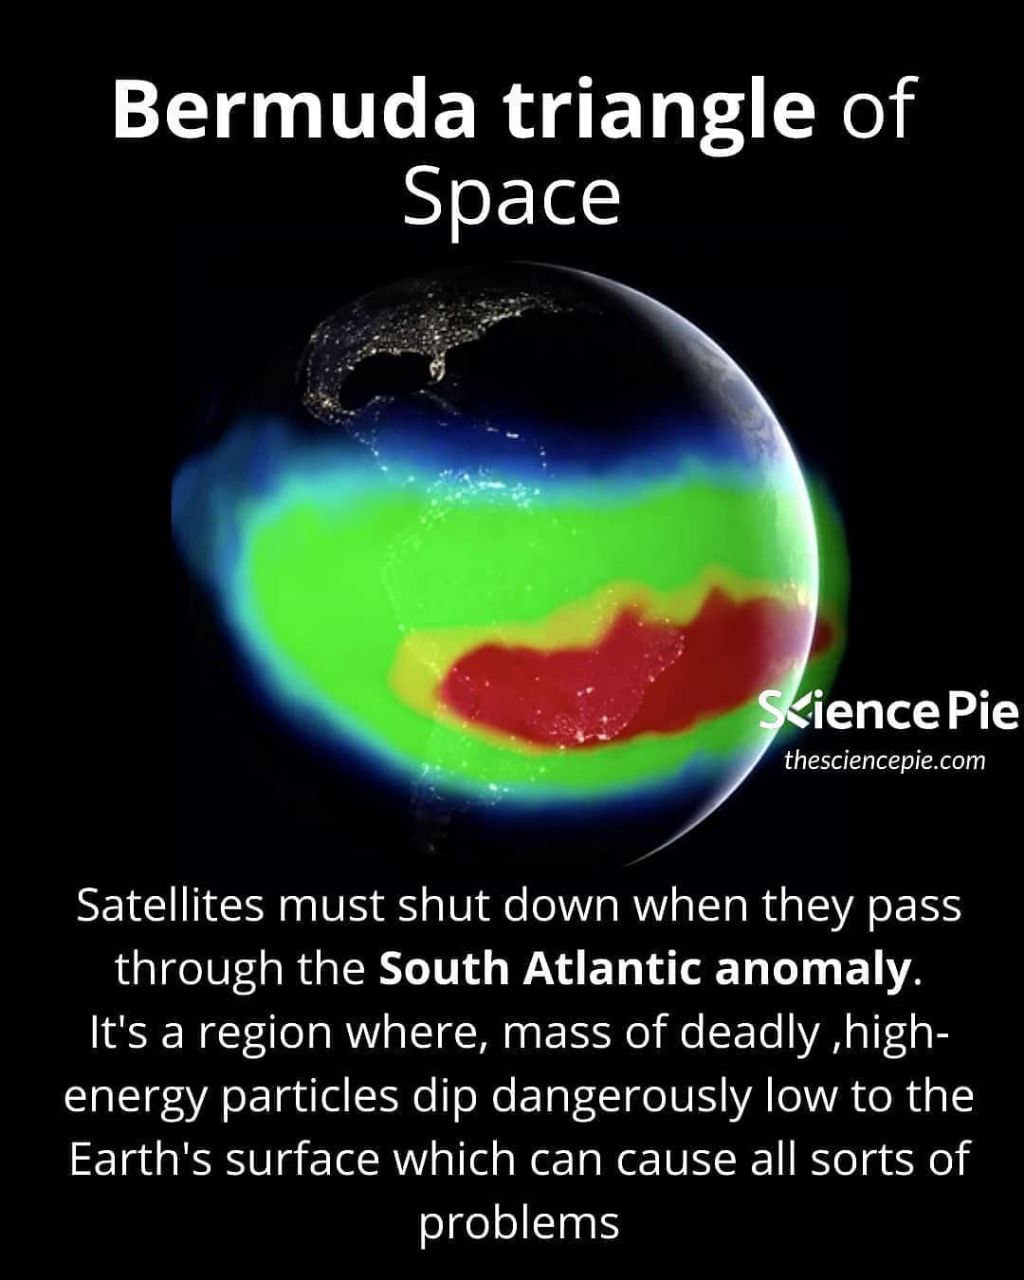 Bermuda triangle of
Space
Science Pie
thesciencepie.com
Satellites must shut down when they pass
through the South Atlantic anomaly.
It's a region where, mass of deadly ,high-
energy particles dip dangerously low to the
Earth's surface which can cause all sorts of
problems